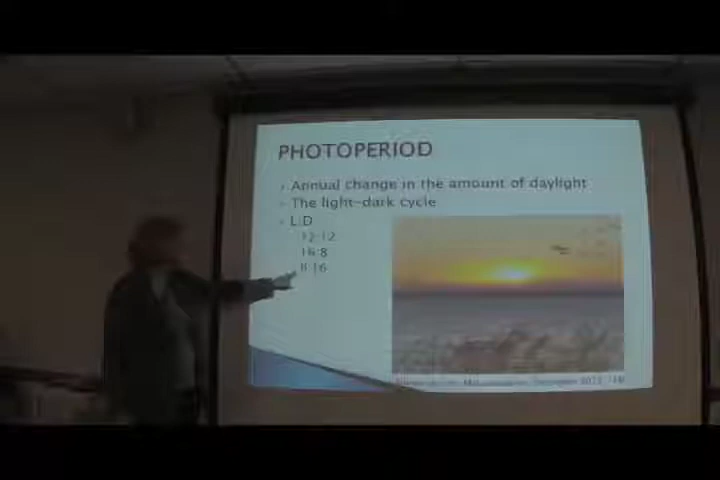 PHOTOPERIOD
Annual change in the amount of daylight
The light-dark cycle
L:D
12:12
16:8
8:16